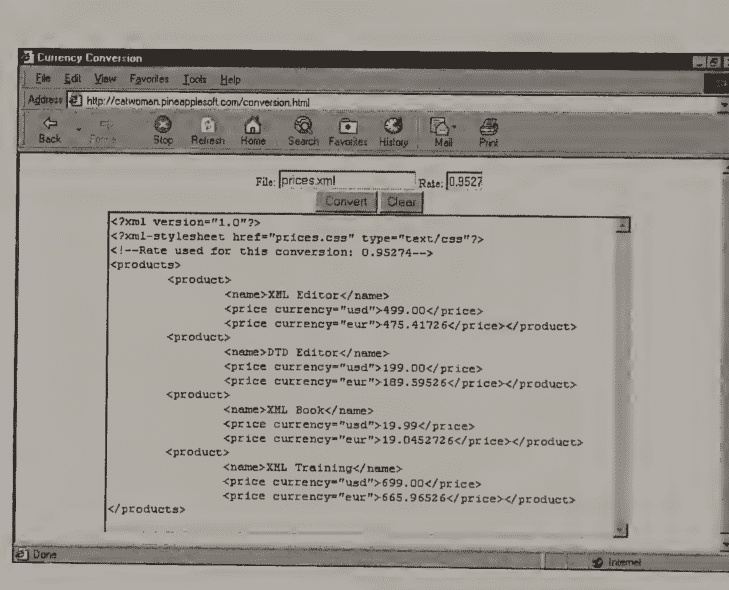 Currency Conversion
File Edit View Favorites Tools Help
Address http://catwoman.pineapplesoft.com/conversion.html
Back Stop Refresh Home Search Favorites History Mail Print
File: prices.xml Rate: 0.9527
Convert Clear
<?xml version="1.0"?>
<?xml-stylesheet href="prices.css" type="text/css"?>
<!--Rate used for this conversion: 0.95274-->
<products>
<product>
<name>XML Editor</name>
<price currency="usd">499.00</price>
<price currency="eur">475.41726</price></product>
<product>
<name>DTD Editor</name>
<price currency="usd">199.00</price>
<price currency="eur">189.59526</price></product>
<product>
<name>XML Book</name>
<price currency="usd">19.99</price>
<price currency="eur">19.0452726</price></product>
<product>
<name>XML Training</name>
<price currency="usd">699.00</price>
<price currency="eur">665.96526</price></product>
</products>
Done Internet